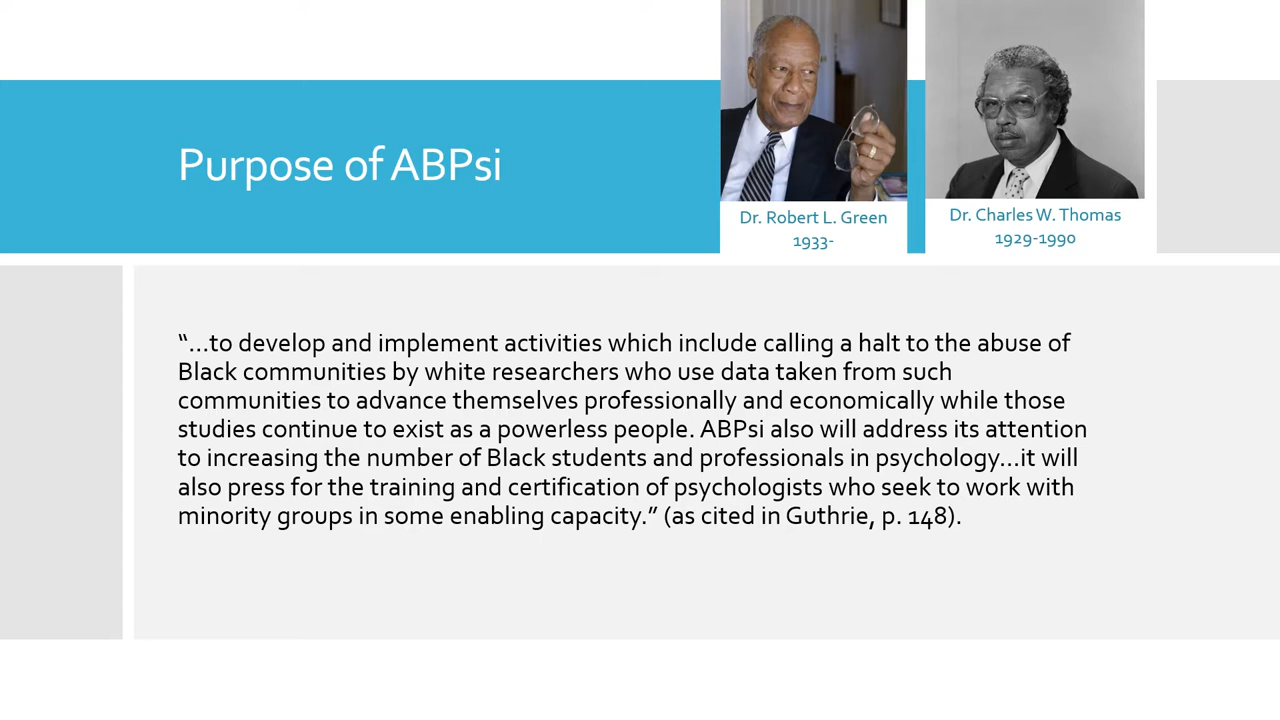 Purpose of ABPsi
Dr. Robert L. Green
1933-
Dr. Charles W. Thomas
1929-1990
“...to develop and implement activities which include calling a halt to the abuse of
Black communities by white researchers who use data taken from such
communities to advance themselves professionally and economically while those
studies continue to exist as a powerless people. ABPsi also will address its attention
to increasing the number of Black students and professionals in psychology...it will
also press for the training and certification of psychologists who seek to work with
minority groups in some enabling capacity.” (as cited in Guthrie, p. 148).